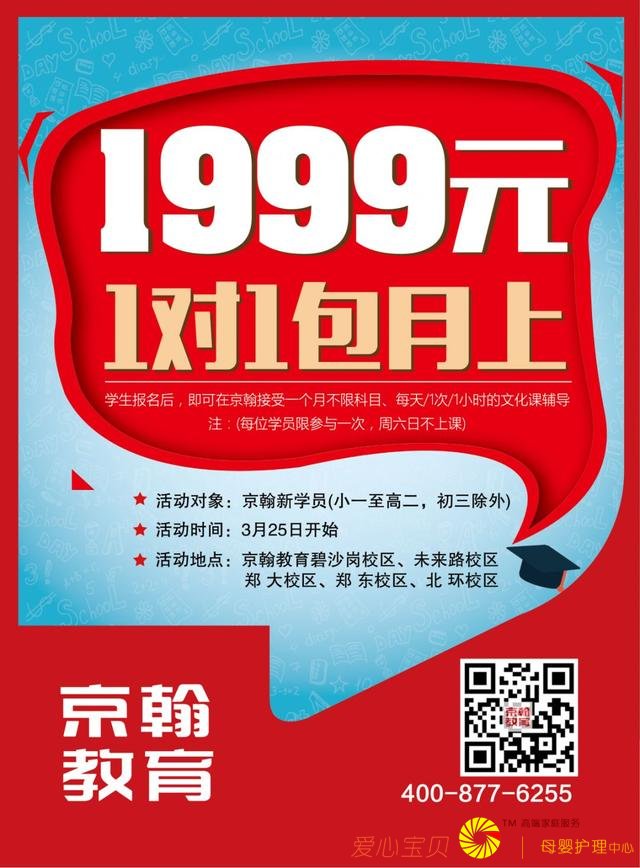 1999元
1对1包月上
学生报名后，即可在京翰接受一个月不限科目、每天/1次/1小时的文化课辅导
注：(每位学员限参与一次，周六日不上课)
★ 活动对象：京翰新学员(小一至高二，初三除外)
★ 活动时间：3月25日开始
★ 活动地点：京翰教育碧沙岗校区、未来路校区
郑 大校区、郑 东校区、北 环校区
京翰
教育
京翰
教育
400-877-6255
TM 高端家庭服务
爱心宝贝 | 母婴护理中心